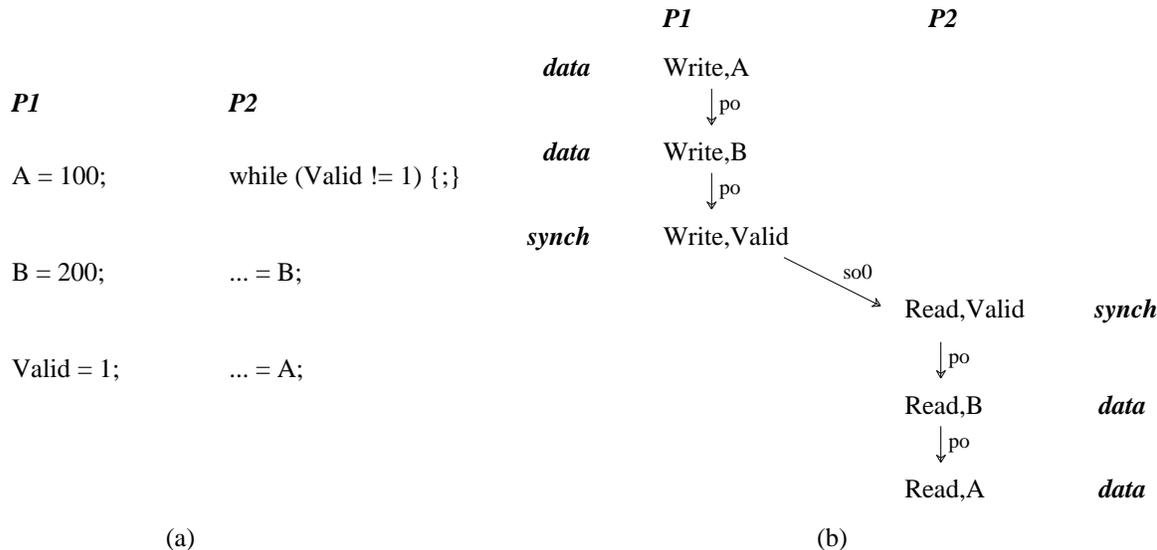 P1 P2
A = 100; while (Valid != 1) {;}
B = 200; ... = B;
Valid = 1; ... = A;
(a)
P1 P2
data Write,A
po
data Write,B
po
synch Write,Valid
so0
Read,Valid synch
po
Read,B data
po
Read,A data
(b)